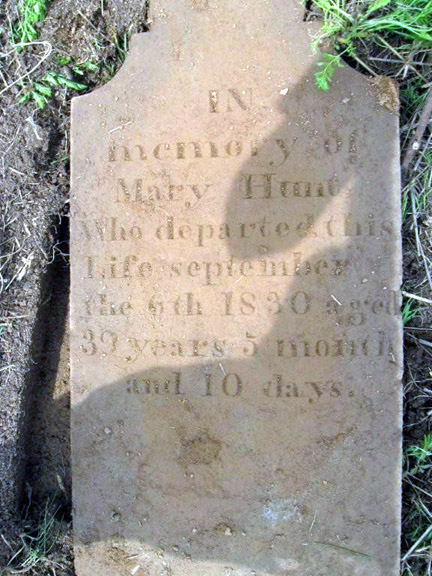 IN
memory of
Mary Hunt
Who departed this
Life september
the 6th 1830 aged
39 years 5 month
and 10 days.